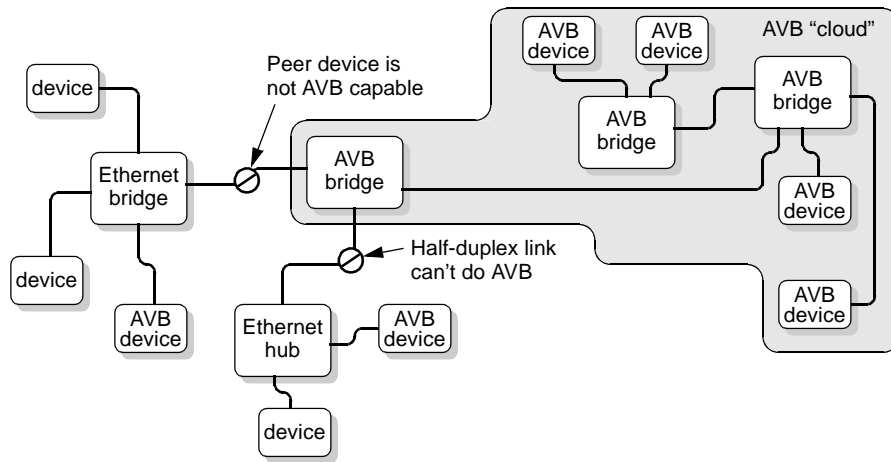 AVB “cloud”
AVB
device
AVB
device
Peer device is
not AVB capable
device
AVB
bridge
AVB
bridge
Ethernet
bridge
AVB
bridge
AVB
device
Half-duplex link
can’t do AVB
device
AVB
device
AVB
device
Ethernet
hub
AVB
device
device